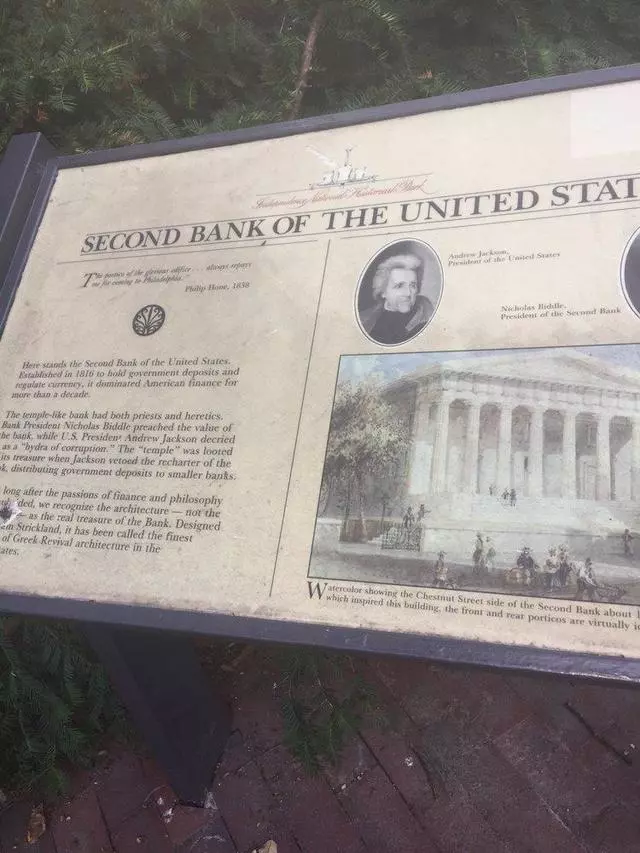 Independence National Historical Park
SECOND BANK OF THE UNITED STAT
The portico of the glorious edifice . . . always repays
me for coming to Philadelphia."
Philip Hone, 1838
Andrew Jackson,
President of the United States
Nicholas Biddle,
President of the Second Bank
Here stands the Second Bank of the United States.
Established in 1816 to hold government deposits and
regulate currency, it dominated American finance for
more than a decade.
The temple-like bank had both priests and heretics.
Bank President Nicholas Biddle preached the value of
the bank, while U.S. President Andrew Jackson decried
as a "hydra of corruption." The "temple" was looted
its treasure when Jackson vetoed the recharter of the
k, distributing government deposits to smaller banks.
long after the passions of finance and philosophy
ded, we recognize the architecture — not the
as the real treasure of the Bank. Designed
am Strickland, it has been called the finest
of Greek Revival architecture in the
ates.
Watercolor showing the Chestnut Street side of the Second Bank about
which inspired this building, the front and rear porticos are virtually